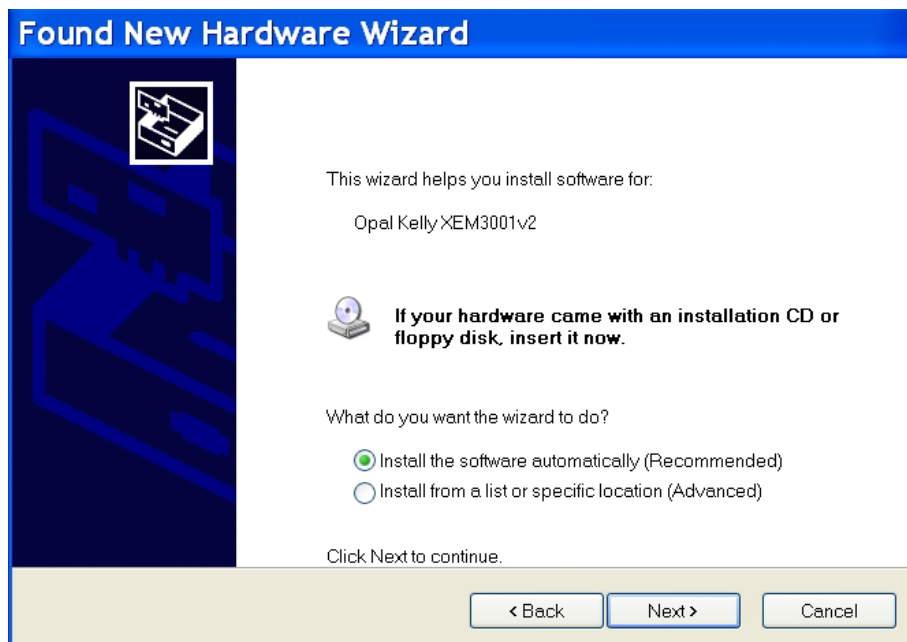 Found New Hardware Wizard
This wizard helps you install software for:
Opal Kelly XEM3001v2
If your hardware came with an installation CD or
floppy disk, insert it now.
What do you want the wizard to do?
Install the software automatically (Recommended)
Install from a list or specific location (Advanced)
Click Next to continue.
< Back Next > Cancel